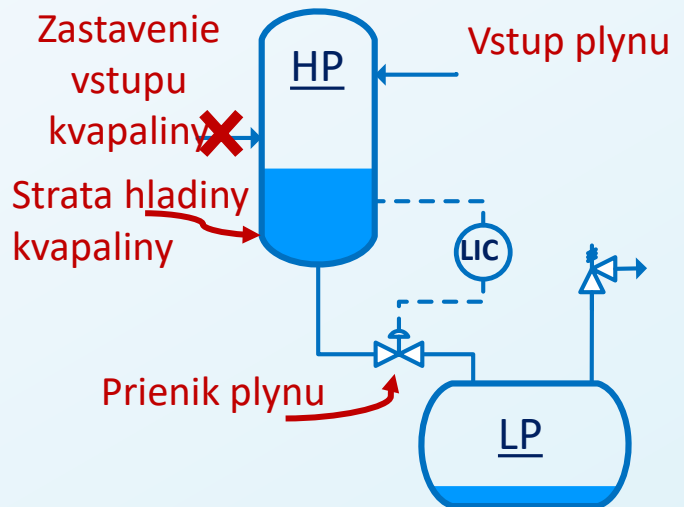 Zastavenie
vstupu
kvapaliny
HP
Vstup plynu
Strata hladiny
kvapaliny
LIC
Prienik plynu
LP